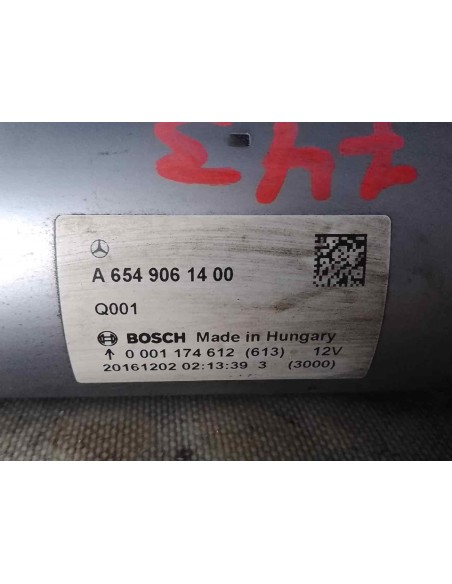 743
A 654 906 14 00
Q001
BOSCH Made in Hungary
↑ 0 001 174 612 (613) 12V
20161202 02:13:39 3 (3000)